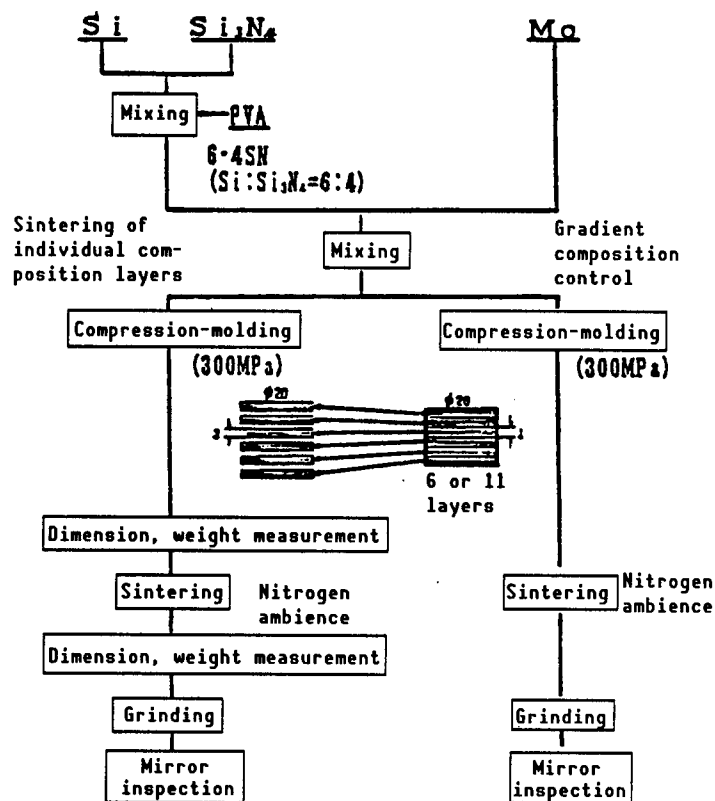 Si Si₃N₄ Mo
Mixing PVA
6·4SN
(Si:Si₃N₄=6:4)
Sintering of
individual com-
position layers
Mixing
Gradient
composition
control
Compression-molding
(300MPa)
Compression-molding
(300MPa)
φ20
2
φ20
1
6 or 11
layers
Dimension, weight measurement
Sintering
Nitrogen
ambience
Sintering
Nitrogen
ambience
Dimension, weight measurement
Grinding
Grinding
Mirror
inspection
Mirror
inspection